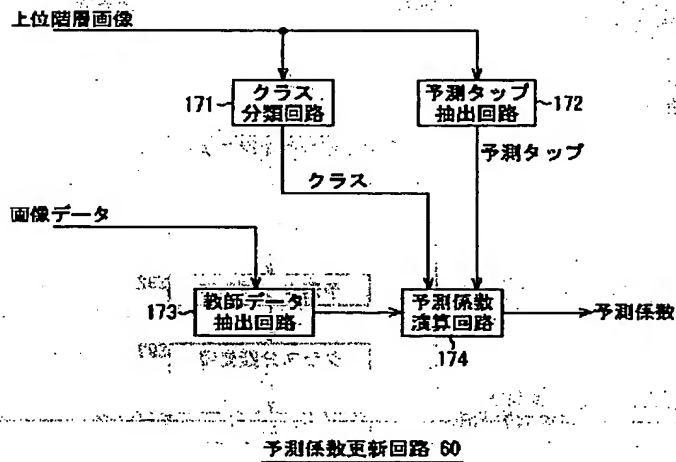 上位階層画像
171
クラス
分類回路
予測タップ
抽出回路
172
予測タップ
クラス
画像データ
173
教師データ
抽出回路
予測係数
演算回路
予測係数
174
予測係数更新回路 60